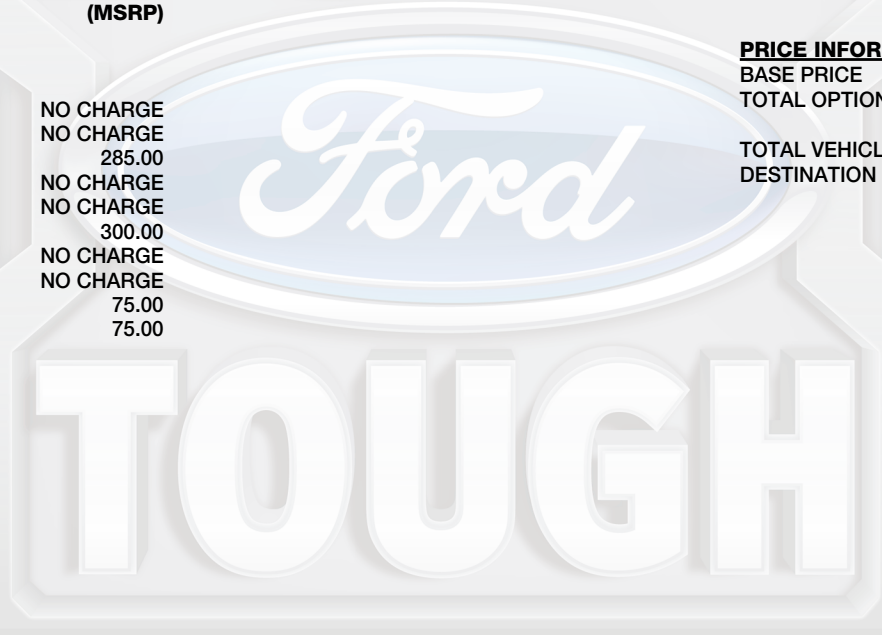 (MSRP)
NO CHARGE
NO CHARGE
285.00
NO CHARGE
NO CHARGE
300.00
NO CHARGE
NO CHARGE
75.00
75.00
PRICE INFOR
BASE PRICE
TOTAL OPTION
TOTAL VEHICL
DESTINATION
Ford
TOUGH